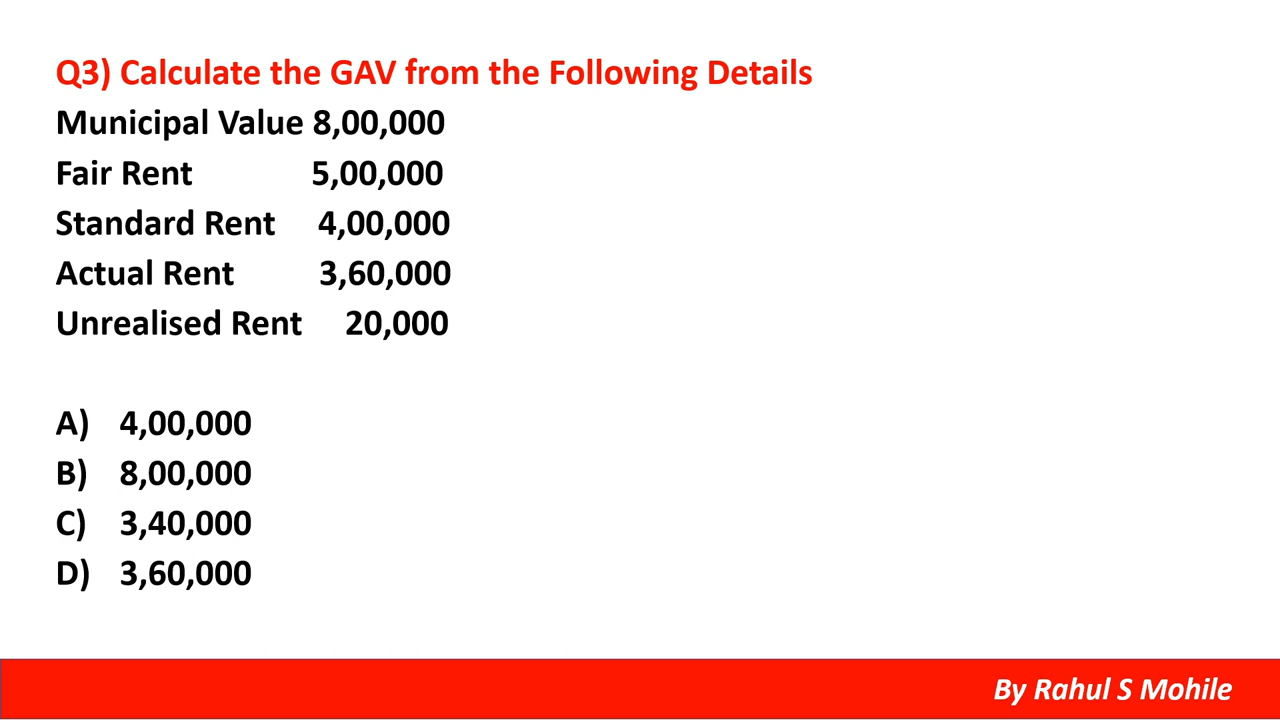 Q3) Calculate the GAV from the Following Details
Municipal Value 8,00,000
Fair Rent 5,00,000
Standard Rent 4,00,000
Actual Rent 3,60,000
Unrealised Rent 20,000
A) 4,00,000
B) 8,00,000
C) 3,40,000
D) 3,60,000
By Rahul S Mohile